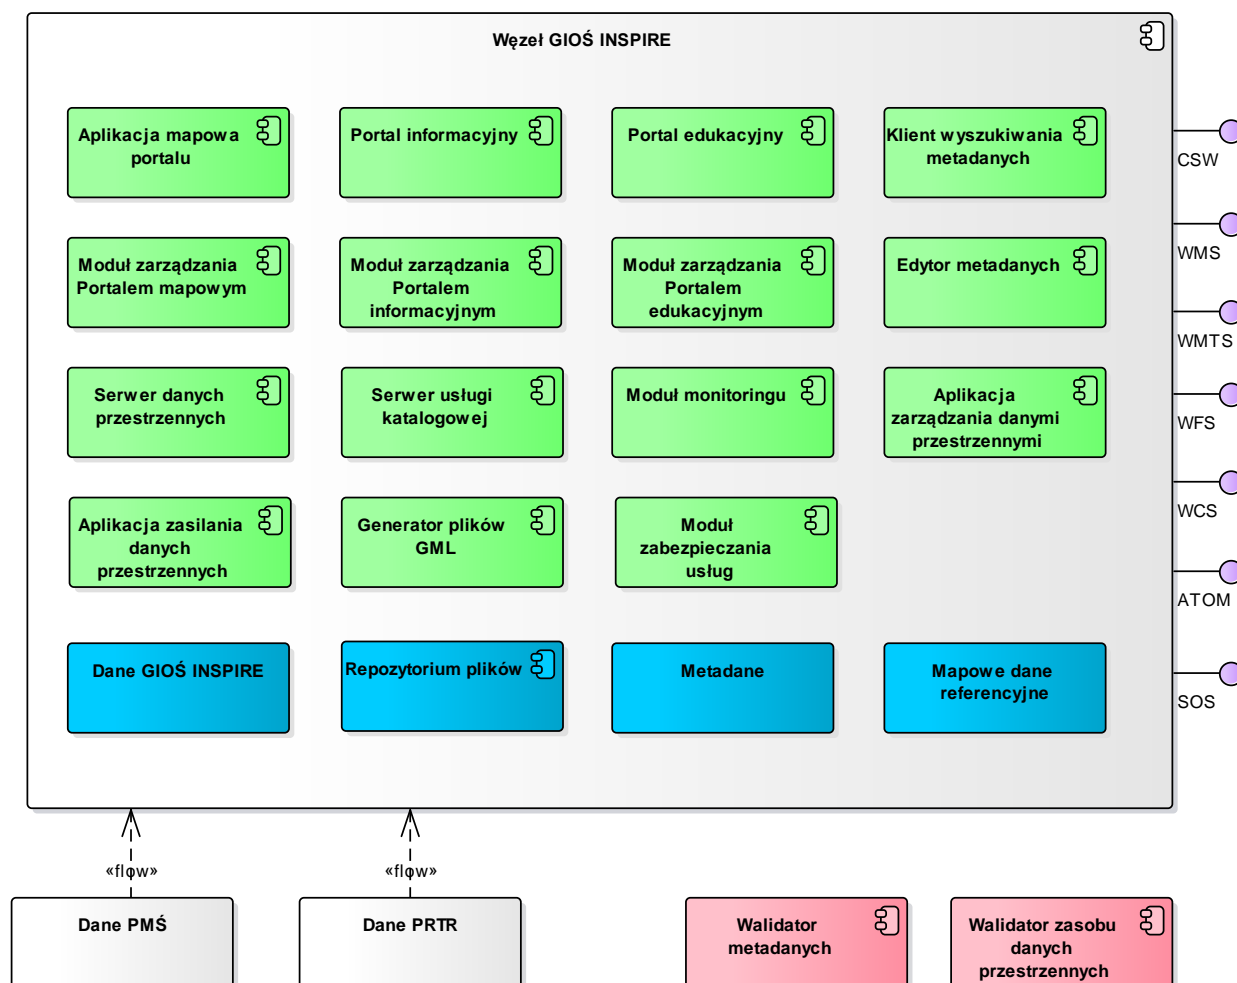 Węzeł GIOŚ INSPIRE
Aplikacja mapowa
portalu
Portal informacyjny
Portal edukacyjny
Klient wyszukiwania
metadanych
CSW
Moduł zarządzania
Portalem mapowym
Moduł zarządzania
Portalem
informacyjnym
Moduł zarządzania
Portalem
edukacyjnym
Edytor metadanych
WMS
WMTS
Serwer danych
przestrzennych
Serwer usługi
katalogowej
Moduł monitoringu
Aplikacja
zarządzania danymi
przestrzennymi
WFS
WCS
Aplikacja zasilania
danych
przestrzennych
Generator plików
GML
Moduł
zabezpieczania
usług
ATOM
Dane GIOŚ INSPIRE
Repozytorium plików
Metadane
Mapowe dane
referencyjne
SOS
«flow»
«flow»
Dane PMŚ
Dane PRTR
Walidator
metadanych
Walidator zasobu
danych
przestrzennych